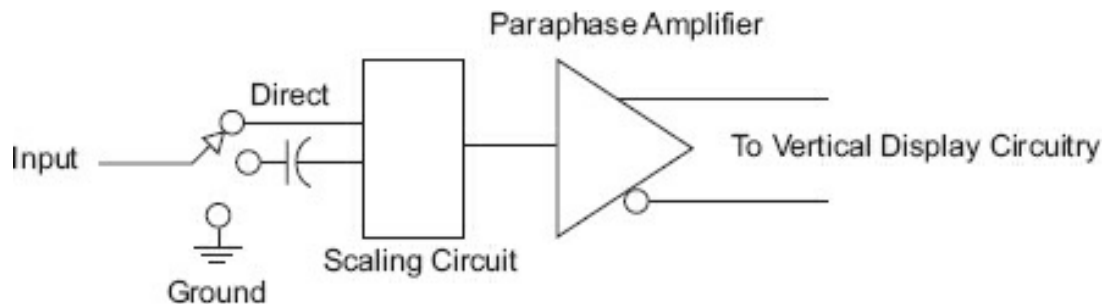 Paraphase Amplifier
Direct
Input
To Vertical Display Circuitry
Scaling Circuit
Ground